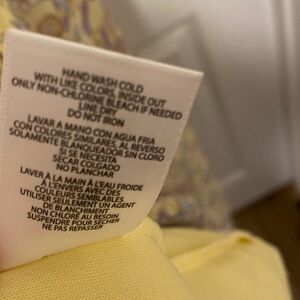 HAND WASH COLD
WITH LIKE COLORS, INSIDE OUT
ONLY NON-CHLORINE BLEACH IF NEEDED
LINE DRY
DO NOT IRON
LAVAR A MANO CON AGUA FRIA
CON COLORES SIMILARES, AL REVERSO
SOLAMENTE BLANQUEADOR SIN CLORO
SI SE NECESITA
SECAR COLGADO
NO PLANCHAR
LAVER À LA MAIN À L'EAU FROIDE
À L'ENVERS AVEC DES
COULEURS SEMBLABLES
UTILISER SEULEMENT UN AGENT
DE BLANCHIMENT
NON CHLORÉ AU BESOIN
SUSPENDRE POUR SÉCHER
NE PAS REPASSER